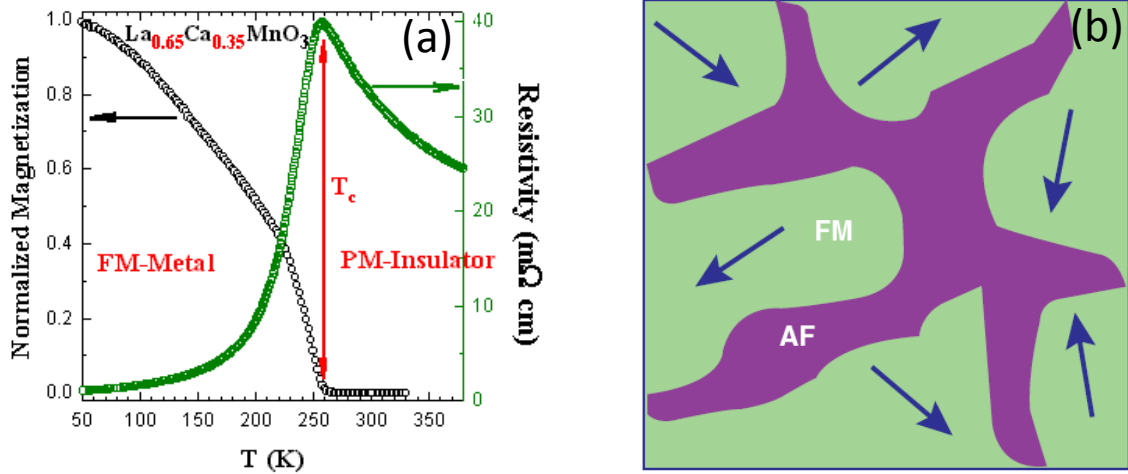 (a)
La0.65Ca0.35MnO3
1.0
0.8
0.6
0.4
0.2
0.0
Normalized Magnetization
FM-Metal
Tc
PM-Insulator
40
30
20
10
0
Resistivity (mΩ cm)
50 100 150 200 250 300 350
T (K)
(b)
FM
AF